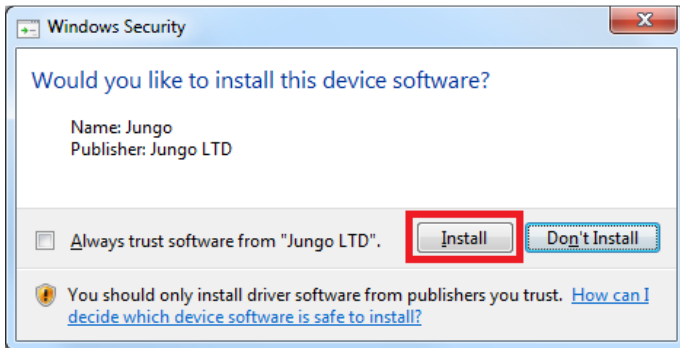 Windows Security
Would you like to install this device software?
Name: Jungo
Publisher: Jungo LTD
Always trust software from "Jungo LTD".
Install
Don't Install
You should only install driver software from publishers you trust. How can I
decide which device software is safe to install?